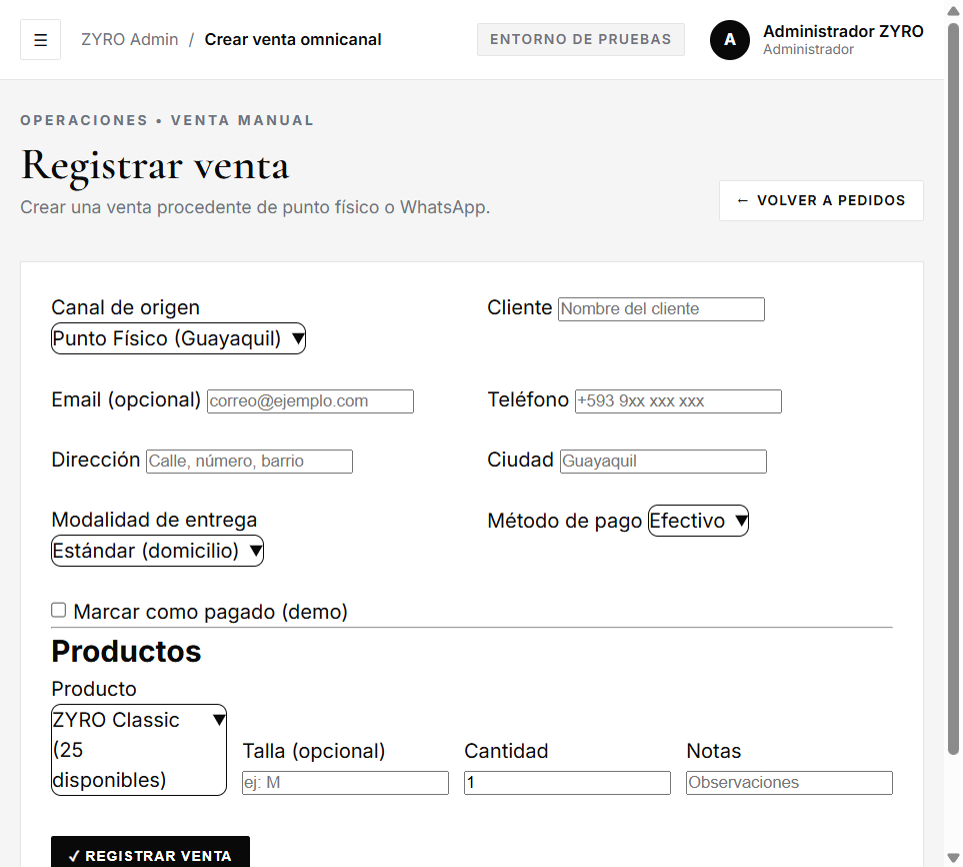 ☰ ZYRO Admin / Crear venta omnicanal
ENTORNO DE PRUEBAS
A
Administrador ZYRO
Administrador
OPERACIONES • VENTA MANUAL
Registrar venta
Crear una venta procedente de punto físico o WhatsApp.
← VOLVER A PEDIDOS
Canal de origen
Punto Físico (Guayaquil) ▼
Cliente Nombre del cliente
Email (opcional) correo@ejemplo.com
Teléfono +593 9xx xxx xxx
Dirección Calle, número, barrio
Ciudad Guayaquil
Modalidad de entrega
Estándar (domicilio) ▼
Método de pago Efectivo ▼
Marcar como pagado (demo)
Productos
Producto
ZYRO Classic ▼
(25
disponibles)
Talla (opcional)
ej: M
Cantidad
1
Notas
Observaciones
✓ REGISTRAR VENTA